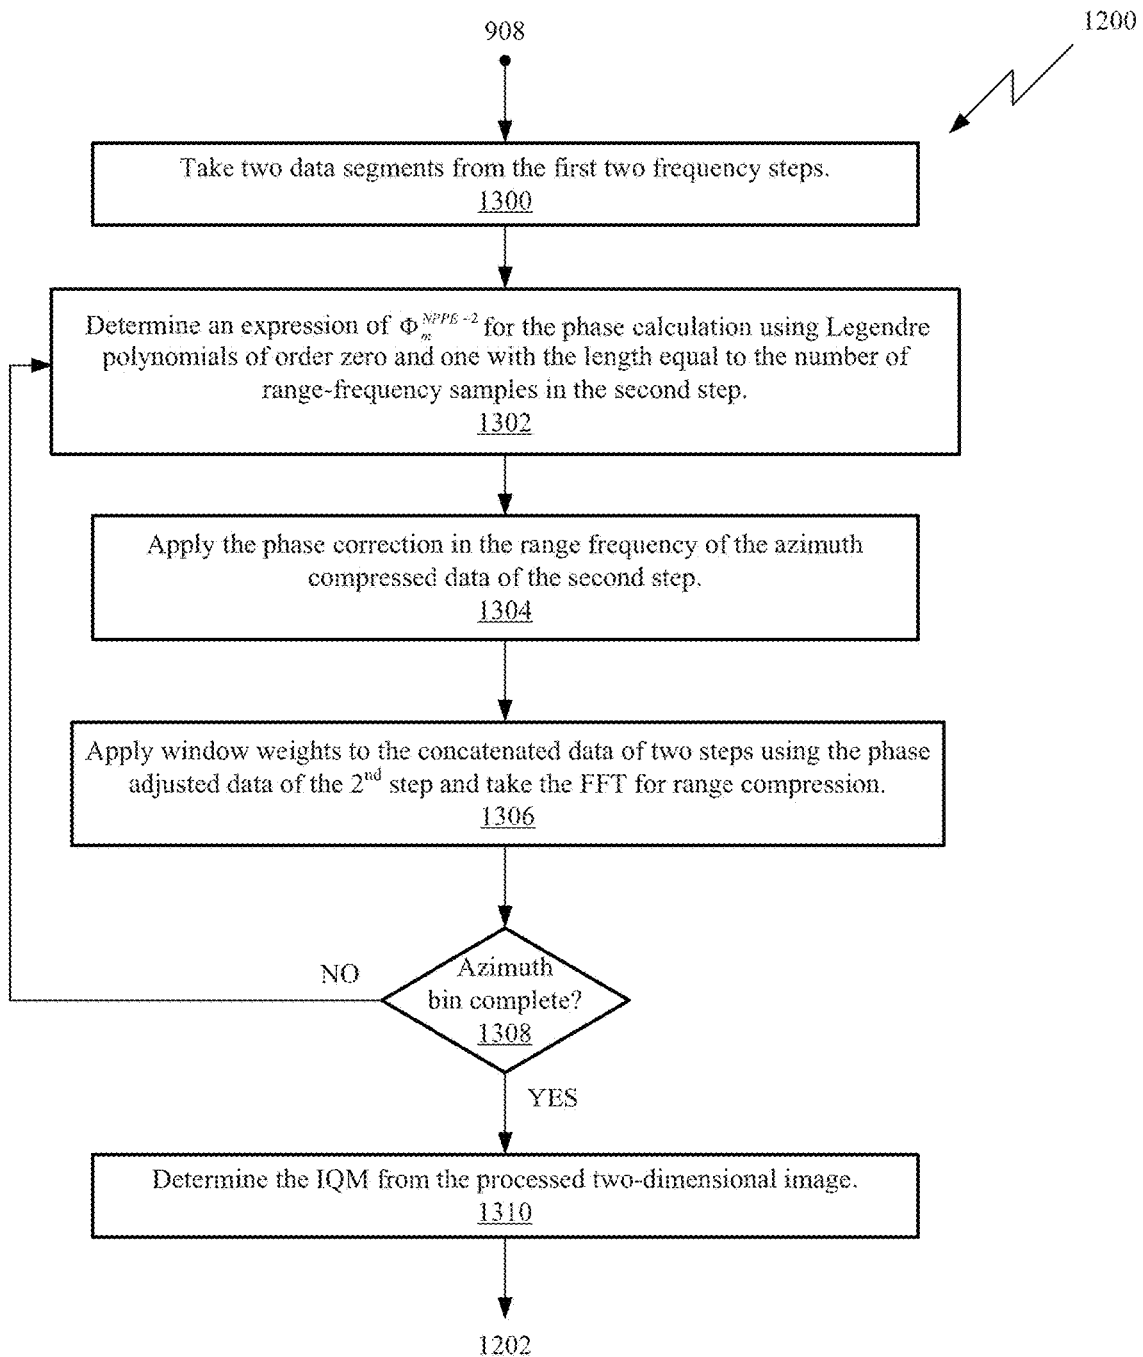 908
1200
Take two data segments from the first two frequency steps.
1300
Determine an expression of Φₘ^NPPE-2 for the phase calculation using Legendre
polynomials of order zero and one with the length equal to the number of
range-frequency samples in the second step.
1302
Apply the phase correction in the range frequency of the azimuth
compressed data of the second step.
1304
Apply window weights to the concatenated data of two steps using the phase
adjusted data of the 2nd step and take the FFT for range compression.
1306
NO
Azimuth
bin complete?
1308
YES
Determine the IQM from the processed two-dimensional image.
1310
1202